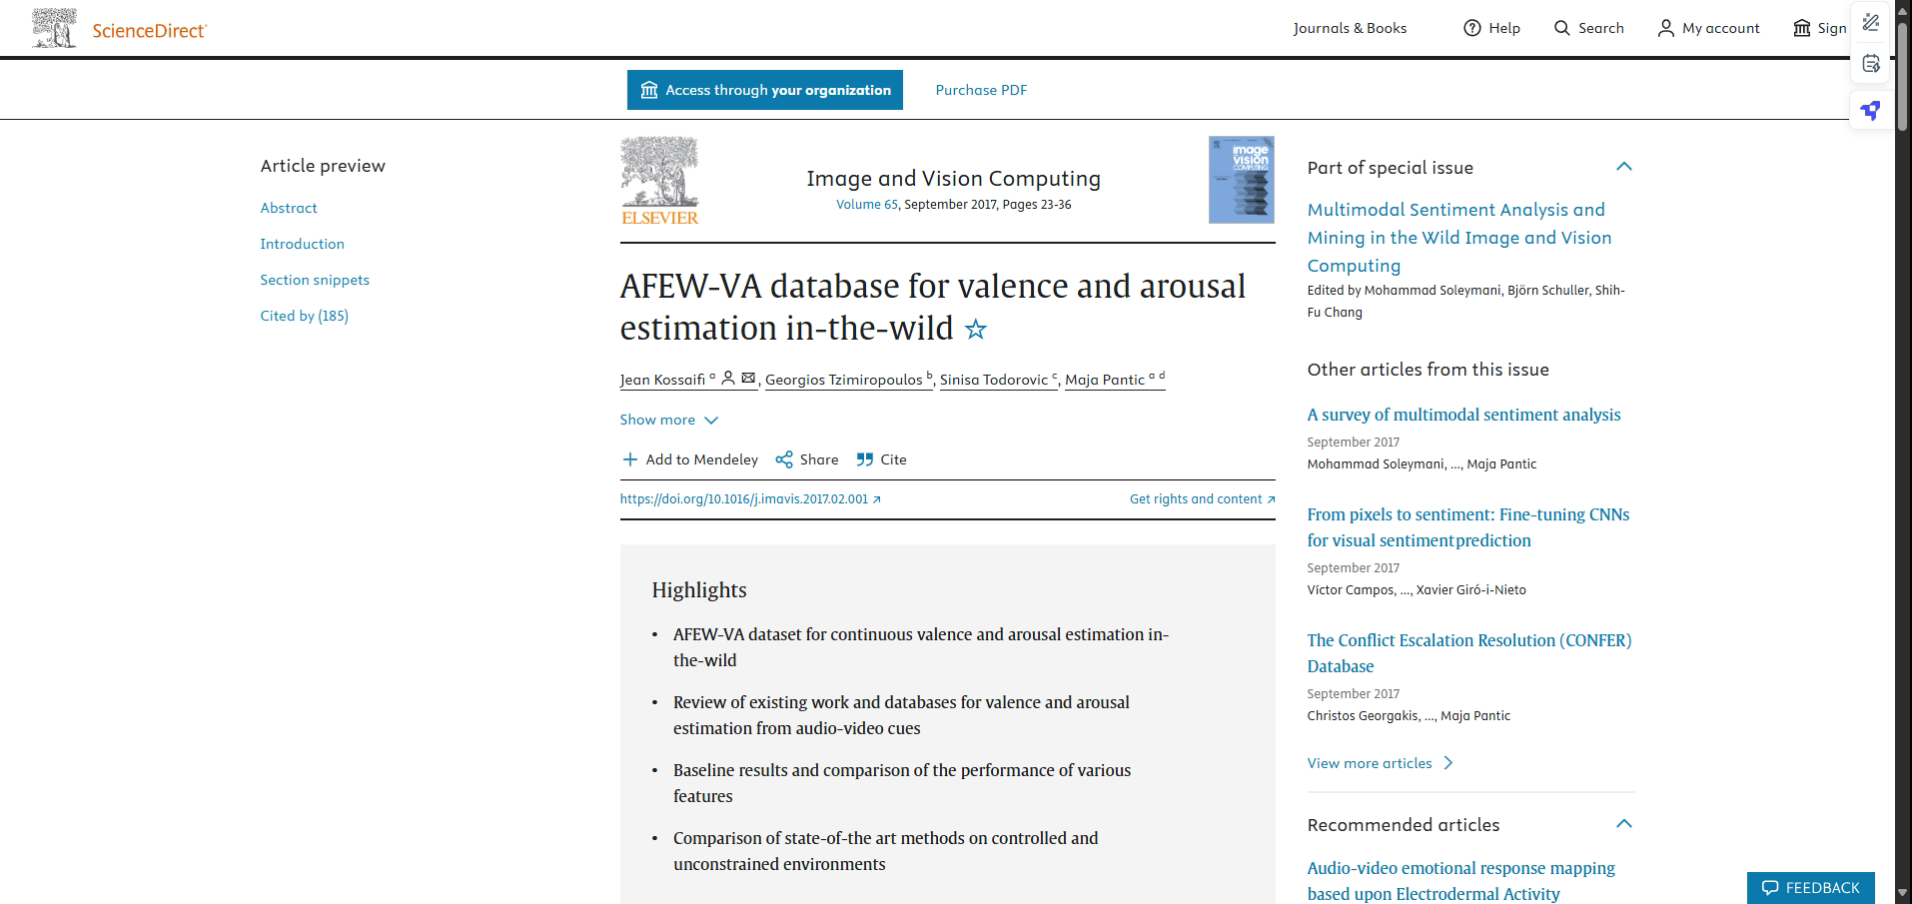 ScienceDirect
Journals & Books
Help
Search
My account
Sign
Access through your organization
Purchase PDF
Article preview
Abstract
Introduction
Section snippets
Cited by (185)
ELSEVIER
Image and Vision Computing
Volume 65, September 2017, Pages 23-36
image
vision
COMPUTING
AFEW-VA database for valence and arousal
estimation in-the-wild ☆
Jean Kossaifi a, Georgios Tzimiropoulos b, Sinisa Todorovic c, Maja Pantic a d
Show more
Add to Mendeley
Share
Cite
https://doi.org/10.1016/j.imavis.2017.02.001
Get rights and content
Highlights
• AFEW-VA dataset for continuous valence and arousal estimation in-
the-wild
• Review of existing work and databases for valence and arousal
estimation from audio-video cues
• Baseline results and comparison of the performance of various
features
• Comparison of state-of-the art methods on controlled and
unconstrained environments
Part of special issue
Multimodal Sentiment Analysis and
Mining in the Wild Image and Vision
Computing
Edited by Mohammad Soleymani, Björn Schuller, Shih-
Fu Chang
Other articles from this issue
A survey of multimodal sentiment analysis
September 2017
Mohammad Soleymani, ..., Maja Pantic
From pixels to sentiment: Fine-tuning CNNs
for visual sentiment prediction
September 2017
Víctor Campos, ..., Xavier Giró-i-Nieto
The Conflict Escalation Resolution (CONFER)
Database
September 2017
Christos Georgakis, ..., Maja Pantic
View more articles
Recommended articles
Audio-video emotional response mapping
based upon Electrodermal Activity
FEEDBACK